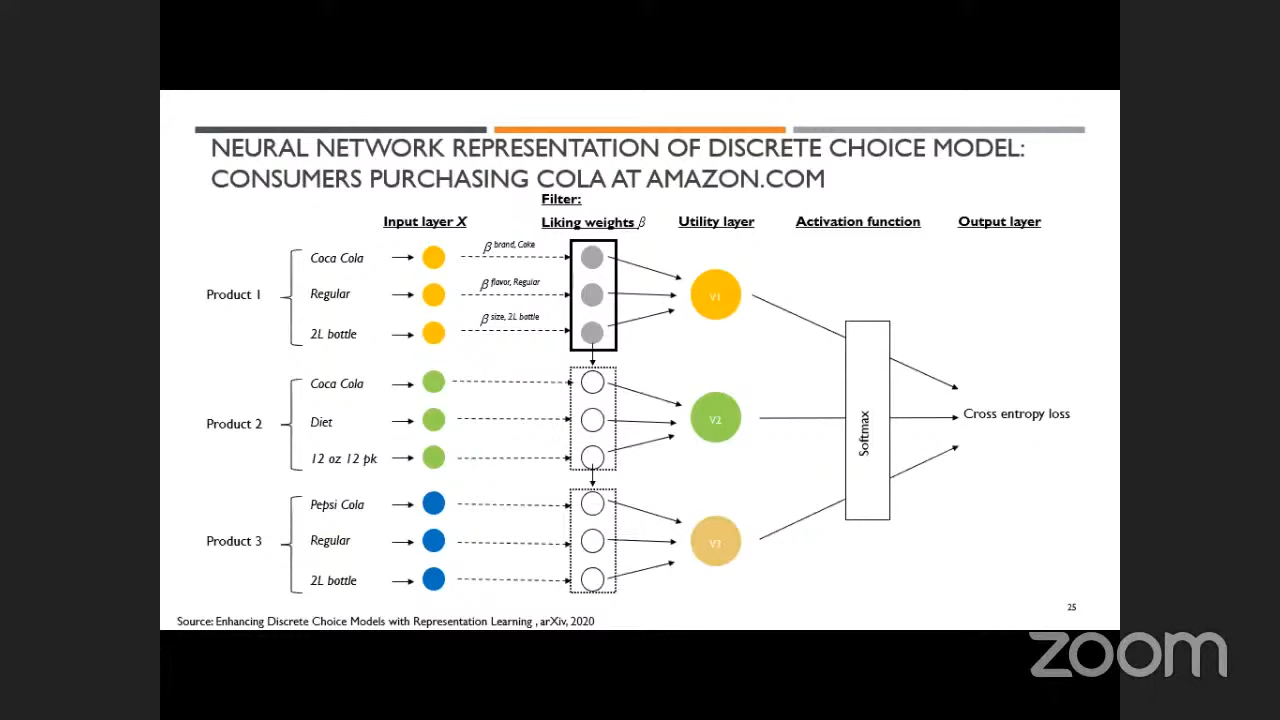 NEURAL NETWORK REPRESENTATION OF DISCRETE CHOICE MODEL:
CONSUMERS PURCHASING COLA AT AMAZON.COM
Filter:
Input layer X
Liking weights β
Utility layer
Activation function
Output layer
Product 1
Coca Cola
β brand, Coke
Regular
β flavor, Regular
2L bottle
β size, 2L bottle
V1
Product 2
Coca Cola
Diet
12 oz 12 pk
V2
Softmax
Cross entropy loss
Product 3
Pepsi Cola
Regular
2L bottle
V3
25
Source: Enhancing Discrete Choice Models with Representation Learning , arXiv, 2020
zoom